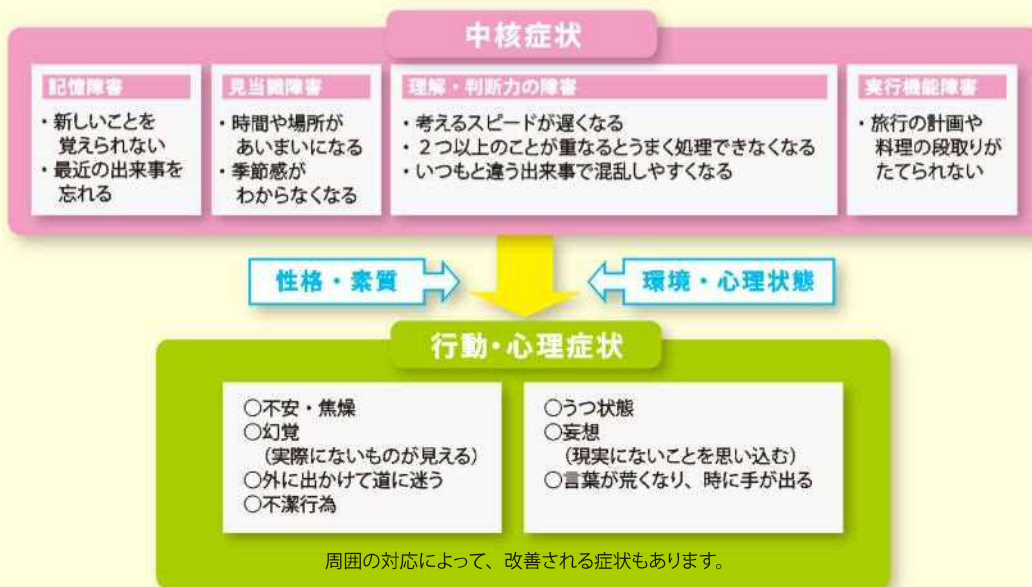 中核症状
記憶障害
・新しいことを
覚えられない
・最近の出来事を
忘れる
見当識障害
・時間や場所が
あいまいになる
・季節感が
わからなくなる
理解・判断力の障害
・考えるスピードが遅くなる
・２つ以上のことが重なるとうまく処理できなくなる
・いつもと違う出来事で混乱しやすくなる
実行機能障害
・旅行の計画や
料理の段取りが
たてられない
性格・素質
環境・心理状態
行動・心理症状
○不安・焦燥
○幻覚
（実際にないものが見える）
○外に出かけて道に迷う
○不潔行為
○うつ状態
○妄想
（現実にないことを思い込む）
○言葉が荒くなり、時に手が出る
周囲の対応によって、改善される症状もあります。